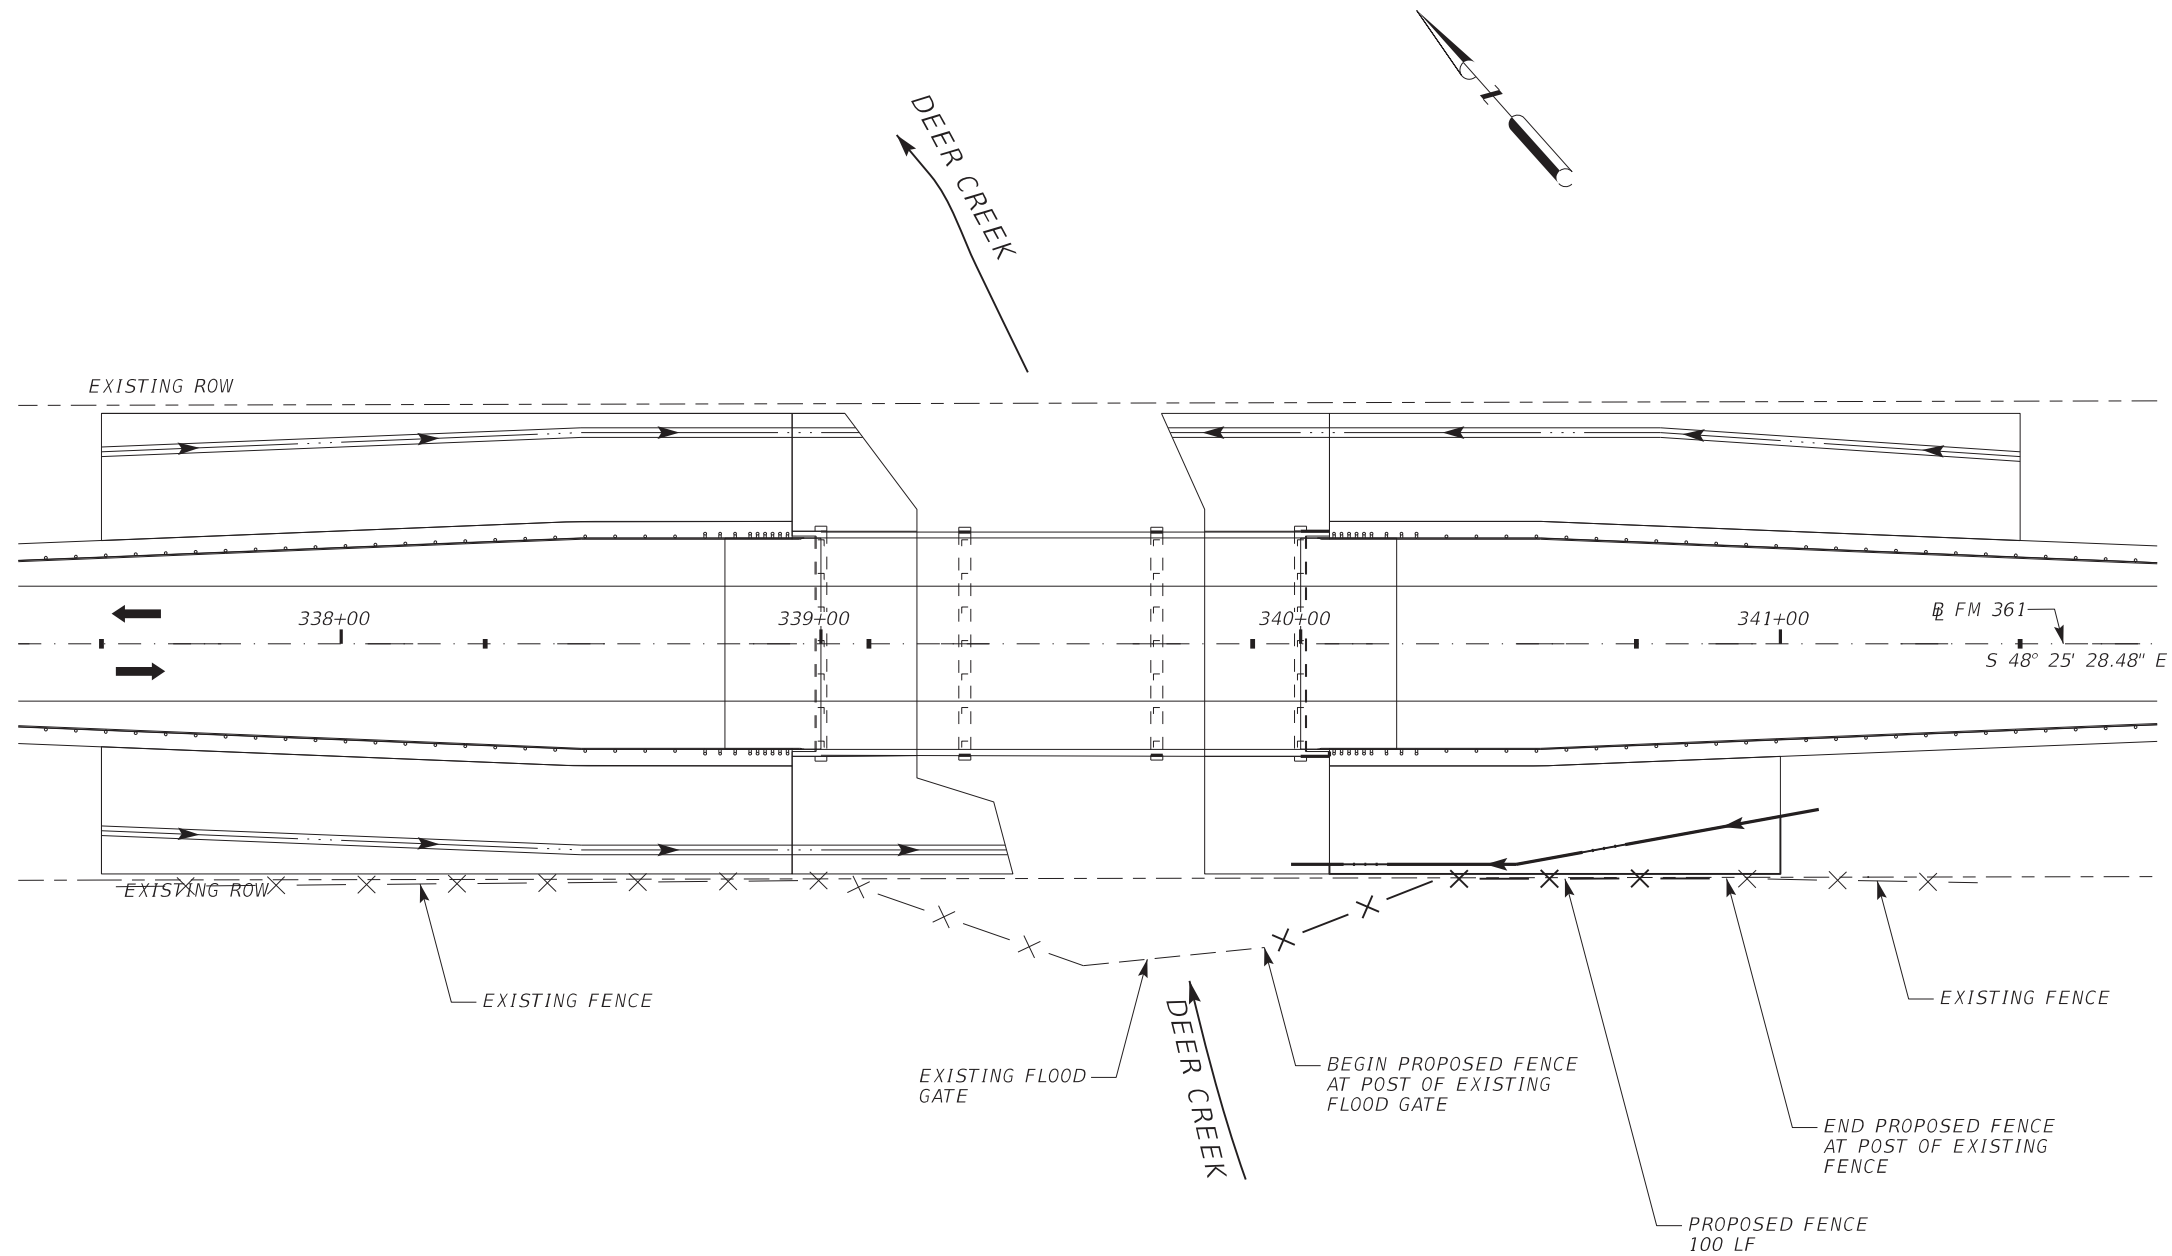 DEER CREEK
N
EXISTING ROW
338+00
339+00
340+00
341+00
BL FM 361
S 48° 25' 28.48" E
EXISTING ROW
EXISTING FENCE
EXISTING FLOOD
GATE
DEER CREEK
BEGIN PROPOSED FENCE
AT POST OF EXISTING
FLOOD GATE
EXISTING FENCE
END PROPOSED FENCE
AT POST OF EXISTING
FENCE
PROPOSED FENCE
100 LF